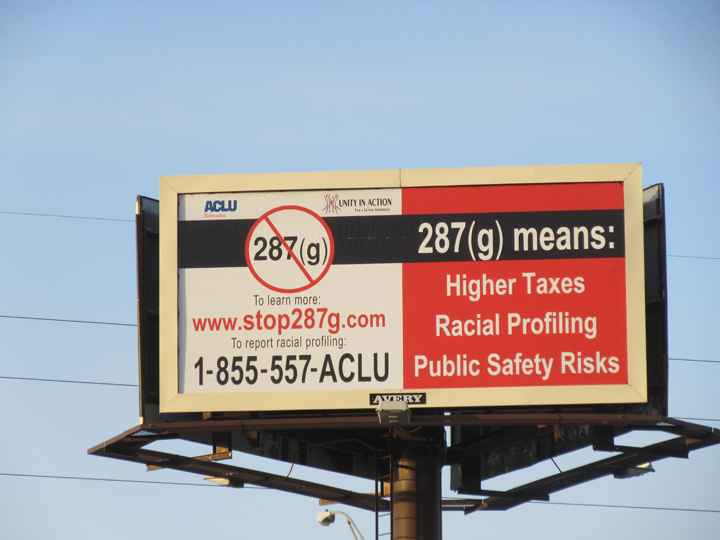 ACLU
Nebraska
UNITY IN ACTION
287(g)
To learn more:
www.stop287g.com
To report racial profiling:
1-855-557-ACLU
287(g) means:
Higher Taxes
Racial Profiling
Public Safety Risks
AVERY